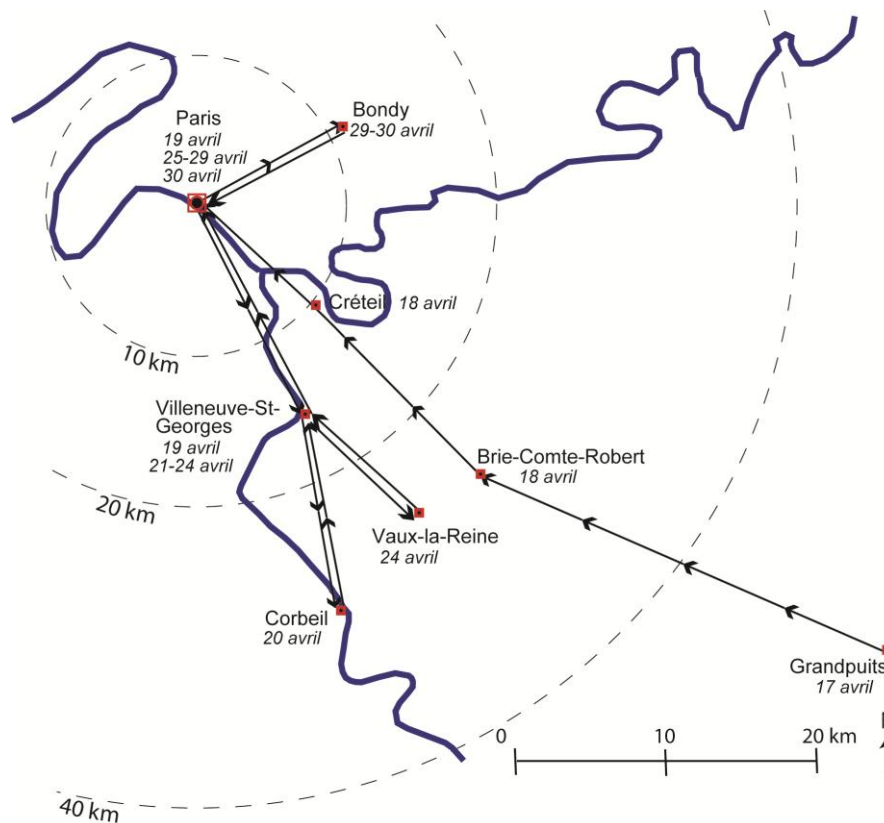 Paris
19 avril
25-29 avril
30 avril
Bondy
29-30 avril
Créteil 18 avril
10 km
Villeneuve-St-
Georges
19 avril
21-24 avril
Brie-Comte-Robert
18 avril
20 km
Vaux-la-Reine
24 avril
Corbeil
20 avril
Grandpuits
17 avril
0 10 20 km
40 km